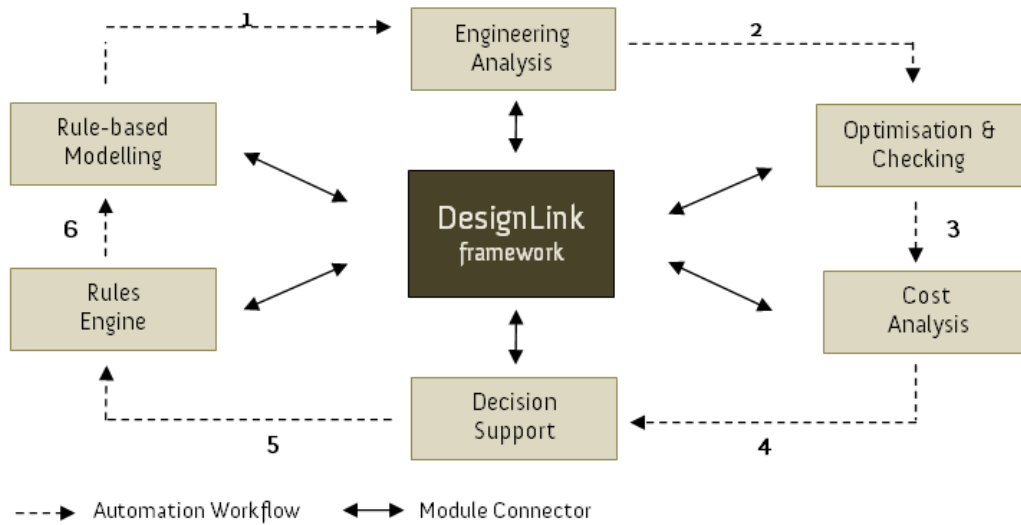 1
Engineering
Analysis
2
Rule-based
Modelling
Optimisation &
Checking
DesignLink
framework
6
3
Rules
Engine
Cost
Analysis
Decision
Support
5
4
Automation Workflow
Module Connector